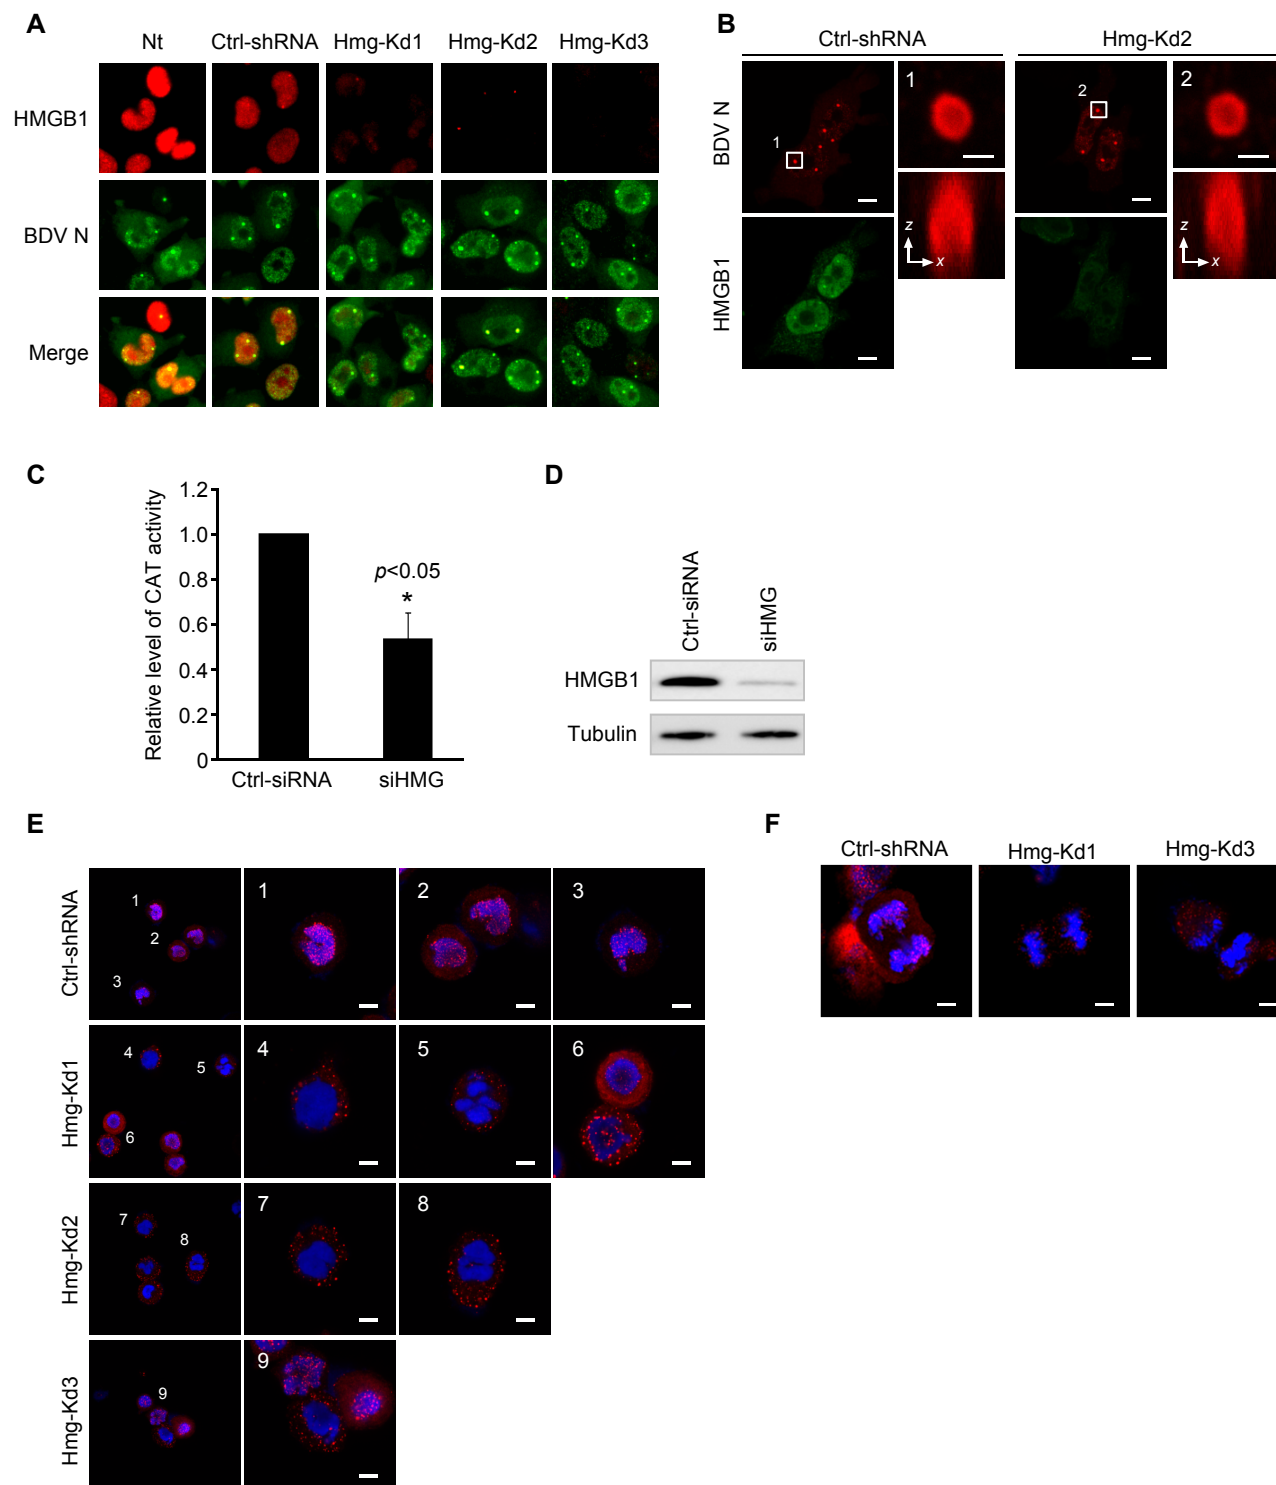 A
Nt Ctrl-shRNA Hmg-Kd1 Hmg-Kd2 Hmg-Kd3
HMGB1
BDV N
Merge
B
Ctrl-shRNA Hmg-Kd2
BDV N
1
1
z
x
2
2
z
x
HMGB1
C
Relative level of CAT activity
1.2
1.0
0.8
0.6
0.4
0.2
0
p<0.05
*
Ctrl-siRNA siHMG
D
Ctrl-siRNA siHMG
HMGB1
Tubulin
E
Ctrl-shRNA
1
2
3
1 2 3
Hmg-Kd1
4
5
6
4 5 6
Hmg-Kd2
7
8
7 8
Hmg-Kd3
9
9
F
Ctrl-shRNA Hmg-Kd1 Hmg-Kd3